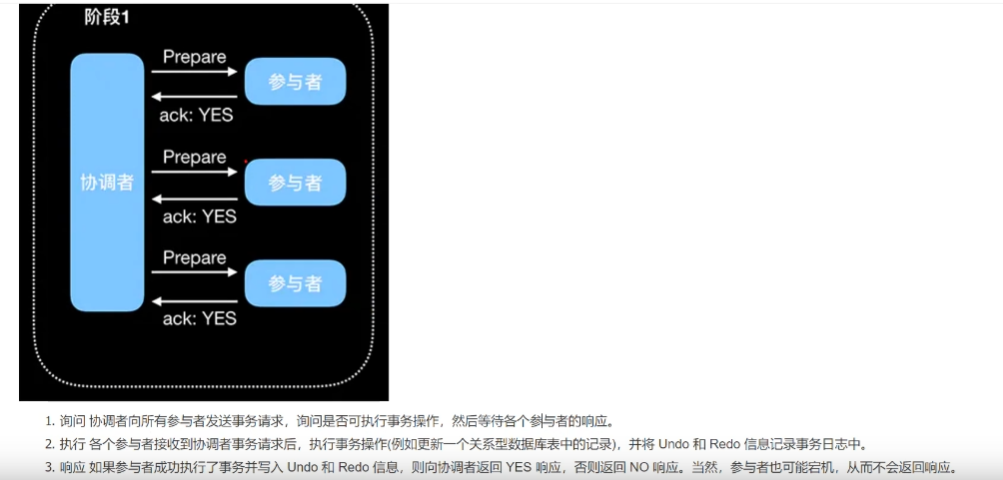 阶段1
Prepare
参与者
ack: YES
Prepare
协调者
参与者
ack: YES
Prepare
参与者
ack: YES
1. 询问 协调者向所有参与者发送事务请求，询问是否可执行事务操作，然后等待各个参与者的响应。
2. 执行 各个参与者接收到协调者事务请求后，执行事务操作(例如更新一个关系型数据库表中的记录)，并将 Undo 和 Redo 信息记录事务日志中。
3. 响应 如果参与者成功执行了事务并写入 Undo 和 Redo 信息，则向协调者返回 YES 响应，否则返回 NO 响应。当然，参与者也可能宕机，从而不会返回响应。